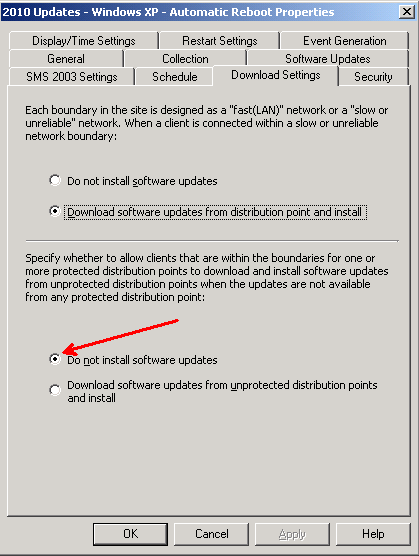 2010 Updates - Windows XP - Automatic Reboot Properties
Display/Time Settings Restart Settings Event Generation
General Collection Software Updates
SMS 2003 Settings Schedule Download Settings Security
Each boundary in the site is designed as a "fast(LAN)" network or a "slow or
unreliable" network. When a client is connected within a slow or unreliable
network boundary:
Do not install software updates
Download software updates from distribution point and install
Specify whether to allow clients that are within the boundaries for one or
more protected distribution points to download and install software updates
from unprotected distribution points when the updates are not available
from any protected distribution point:
Do not install software updates
Download software updates from unprotected distribution points
and install
OK Cancel Apply Help